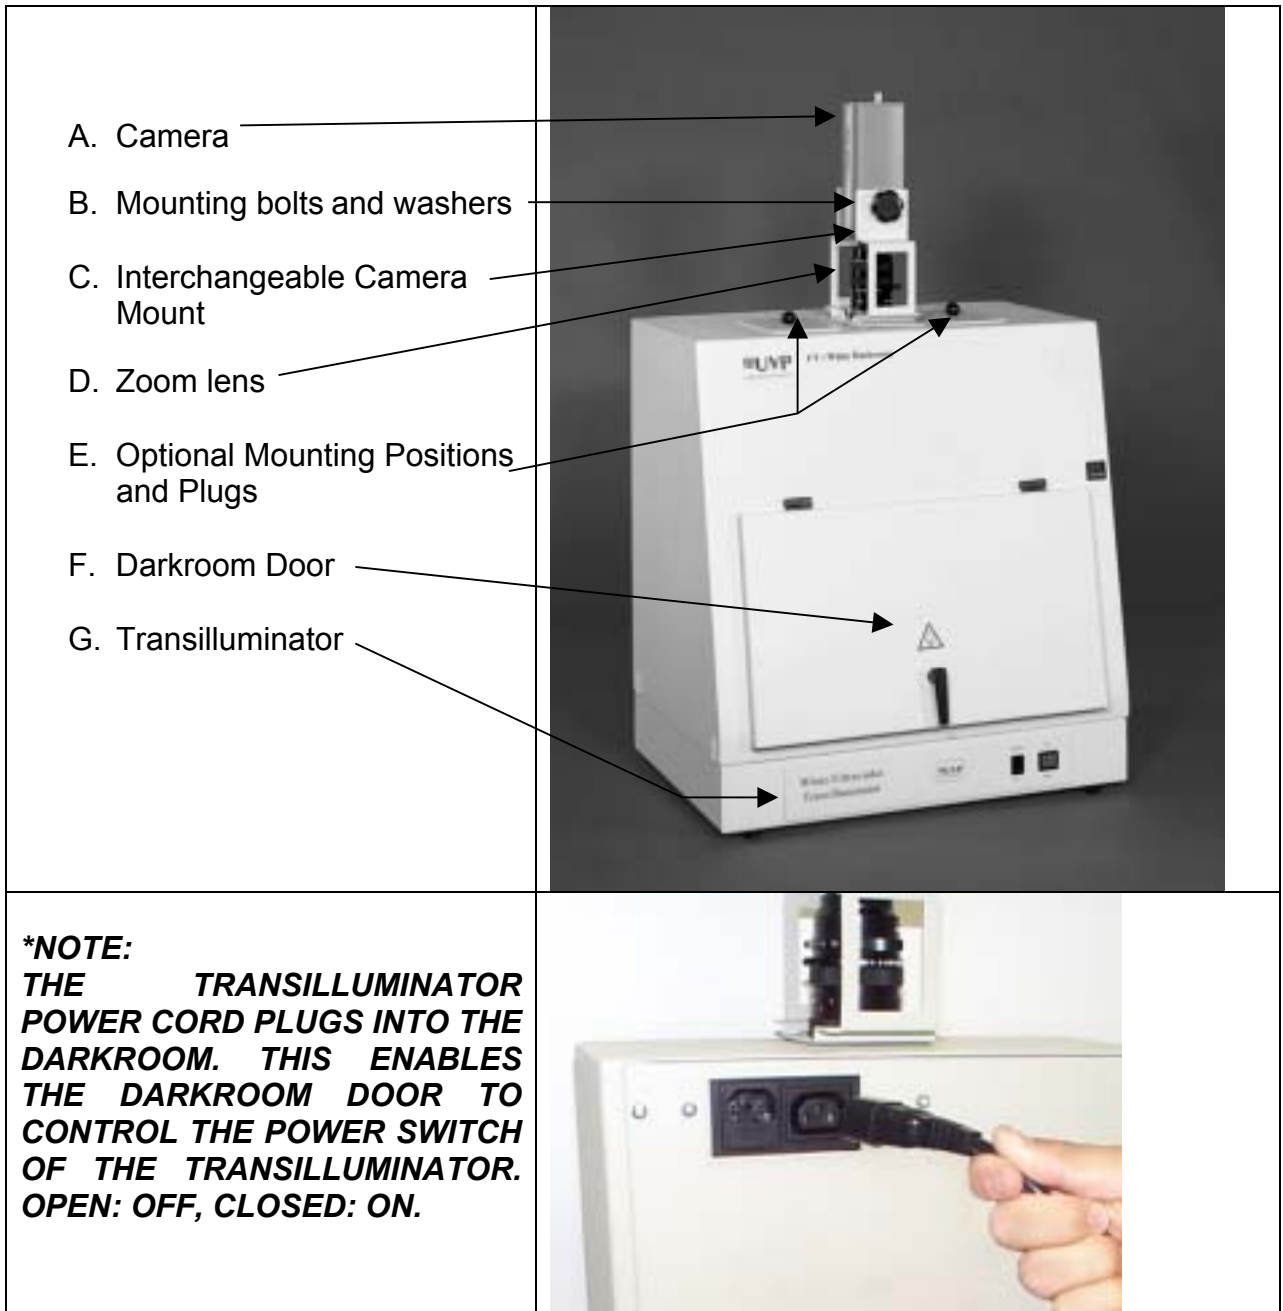 A. Camera
B. Mounting bolts and washers
C. Interchangeable Camera
Mount
D. Zoom lens
E. Optional Mounting Positions
and Plugs
F. Darkroom Door
G. Transilluminator
UVP
Transilluminator
*NOTE:
THE TRANSILLUMINATOR
POWER CORD PLUGS INTO THE
DARKROOM. THIS ENABLES
THE DARKROOM DOOR TO
CONTROL THE POWER SWITCH
OF THE TRANSILLUMINATOR.
OPEN: OFF, CLOSED: ON.